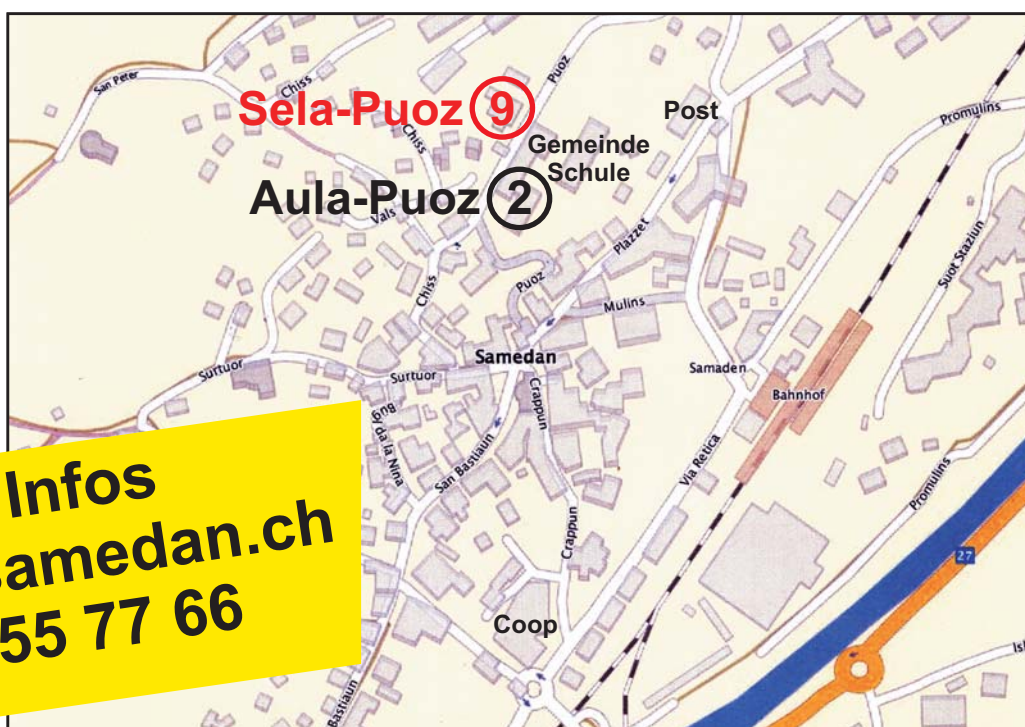 San Peter
Chiss
Puoz
Sela-Puoz 9
Post
Promulins
Chiss
Gemeinde
Schule
Aula-Puoz 2
Vals
Plazzet
Suot Staziun
Puoz
Chiss
Mulins
Samedan
Samaden
Surtuor
Surtuor
Bahnhof
Crappun
Bügl da la Nina
San Bastiaun
Via Retica
Promulins
Infos
samedan.ch
55 77 66
Crappun
27
Coop
Bastiaun